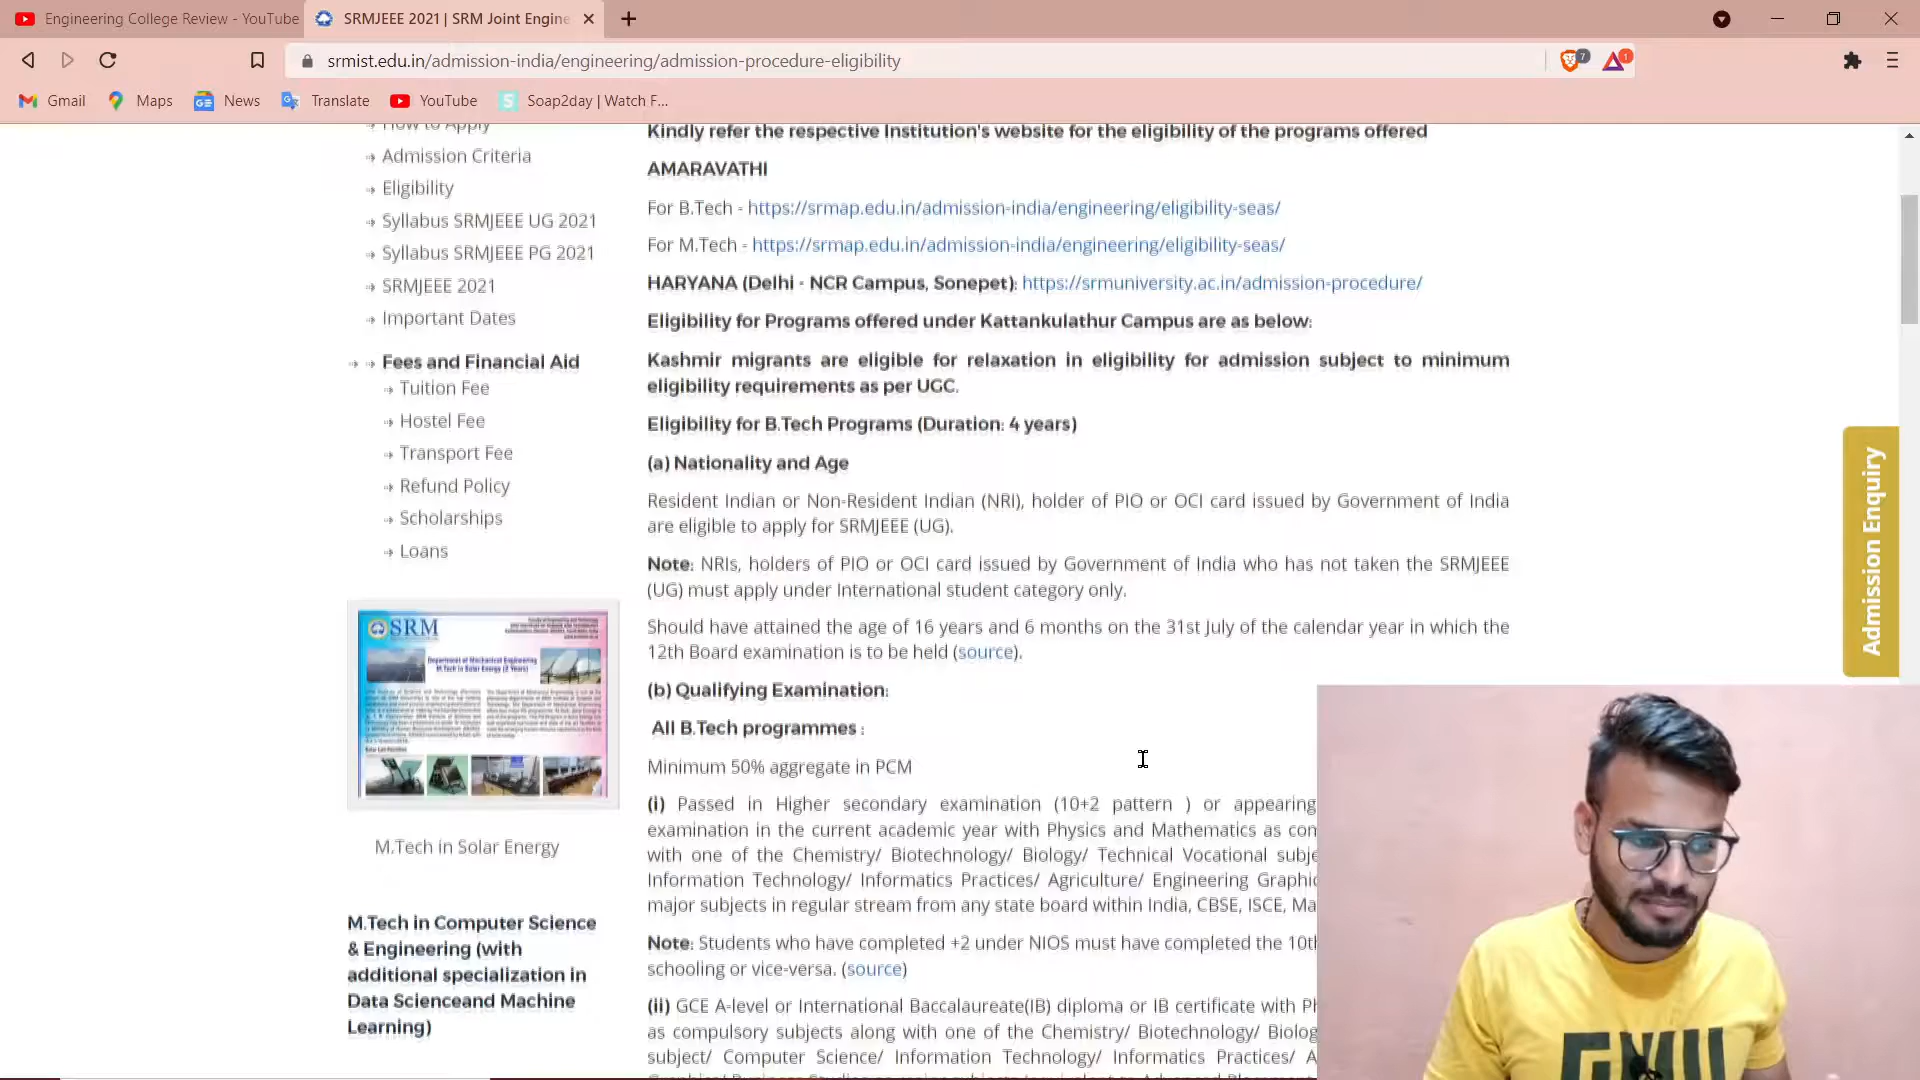 Engineering College Review - YouTube
SRMJEEE 2021 | SRM Joint Engine
srmist.edu.in/admission-india/engineering/admission-procedure-eligibility
7
1
Gmail
Maps
News
Translate
YouTube
Soap2day | Watch F...
How to Apply
Admission Criteria
Eligibility
Syllabus SRMJEEE UG 2021
Syllabus SRMJEEE PG 2021
SRMJEEE 2021
Important Dates
Fees and Financial Aid
Tuition Fee
Hostel Fee
Transport Fee
Refund Policy
Scholarships
Loans
SRM
Department of Mechanical Engineering
M.Tech in Solar Energy (2 Years)
M.Tech in Solar Energy
M.Tech in Computer Science
& Engineering (with
additional specialization in
Data Scienceand Machine
Learning)
Kindly refer the respective Institution's website for the eligibility of the programs offered
AMARAVATHI
For B.Tech - https://srmap.edu.in/admission-india/engineering/eligibility-seas/
For M.Tech - https://srmap.edu.in/admission-india/engineering/eligibility-seas/
HARYANA (Delhi - NCR Campus, Sonepet): https://srmuniversity.ac.in/admission-procedure/
Eligibility for Programs offered under Kattankulathur Campus are as below:
Kashmir migrants are eligible for relaxation in eligibility for admission subject to minimum
eligibility requirements as per UGC.
Eligibility for B.Tech Programs (Duration: 4 years)
(a) Nationality and Age
Resident Indian or Non-Resident Indian (NRI), holder of PIO or OCI card issued by Government of India
are eligible to apply for SRMJEEE (UG).
Note: NRIs, holders of PIO or OCI card issued by Government of India who has not taken the SRMJEEE
(UG) must apply under International student category only.
Should have attained the age of 16 years and 6 months on the 31st July of the calendar year in which the
12th Board examination is to be held (source).
(b) Qualifying Examination:
All B.Tech programmes :
Minimum 50% aggregate in PCM
(i) Passed in Higher secondary examination (10+2 pattern ) or appearing
examination in the current academic year with Physics and Mathematics as com
with one of the Chemistry/ Biotechnology/ Biology/ Technical Vocational subje
Information Technology/ Informatics Practices/ Agriculture/ Engineering Graphic
major subjects in regular stream from any state board within India, CBSE, ISCE, Ma
Note: Students who have completed +2 under NIOS must have completed the 10th
schooling or vice-versa. (source)
(ii) GCE A-level or International Baccalaureate(IB) diploma or IB certificate with Ph
as compulsory subjects along with one of the Chemistry/ Biotechnology/ Biolog
subject/ Computer Science/ Information Technology/ Informatics Practices/ A
Admission Enquiry